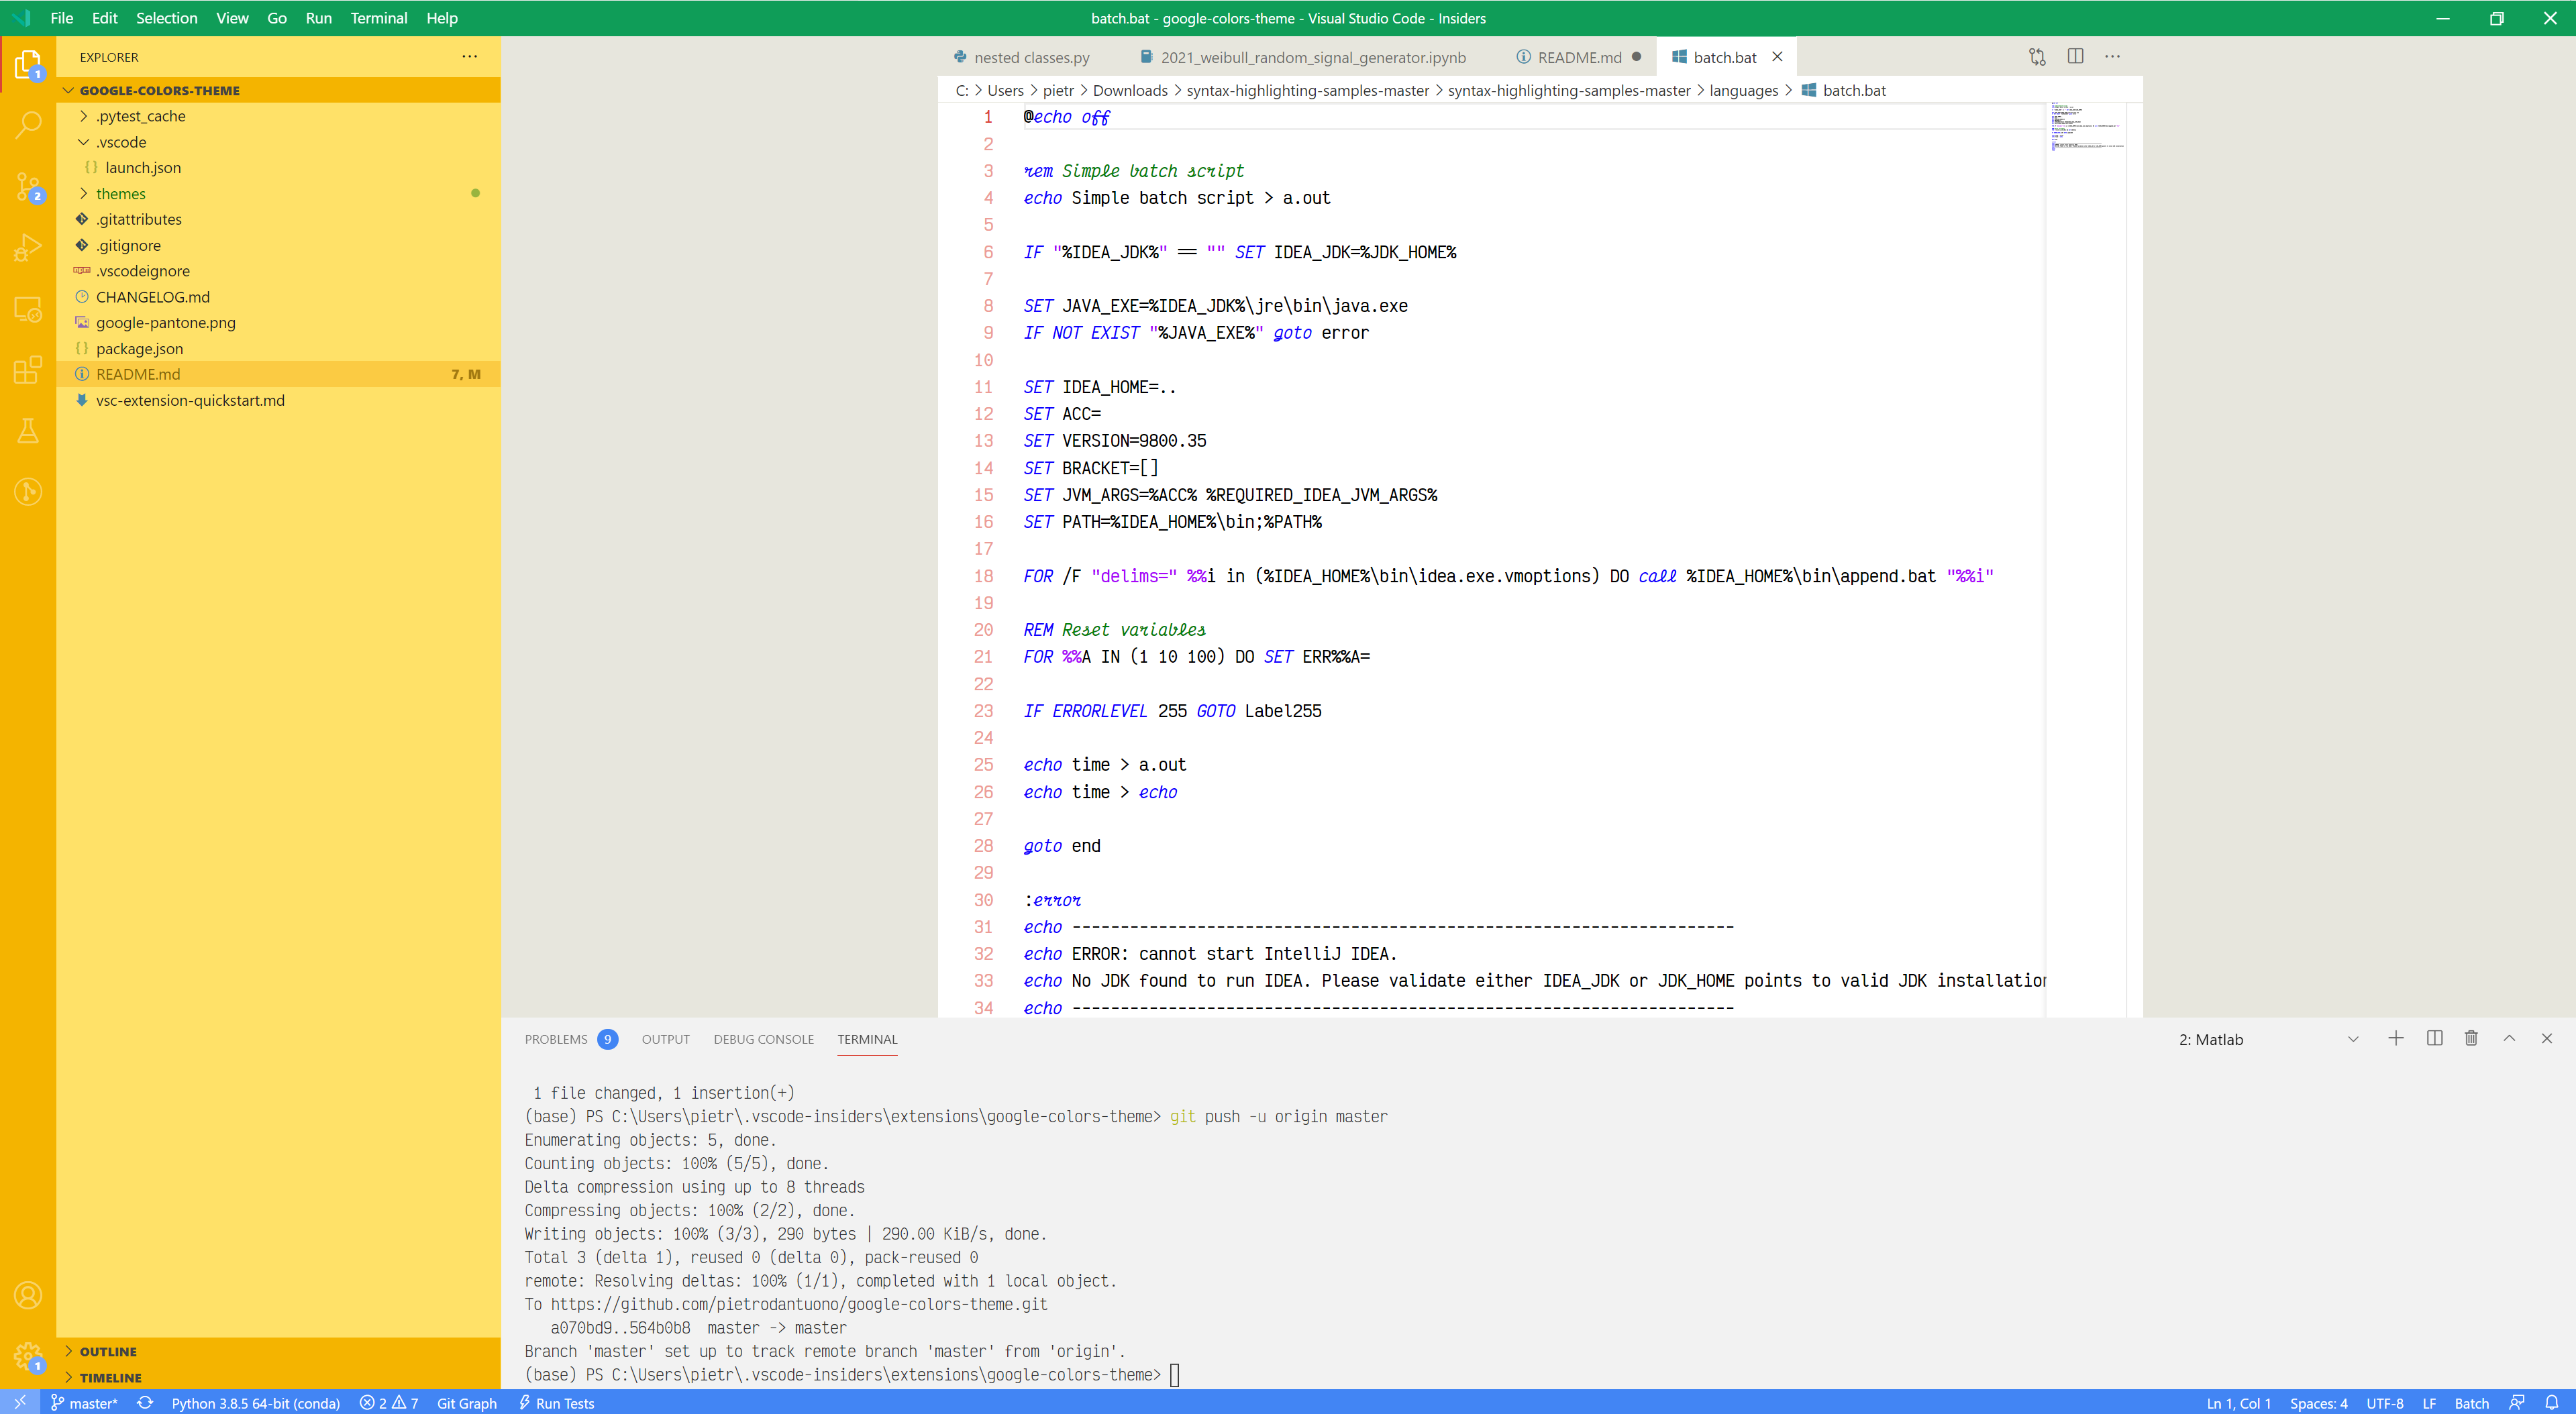 File Edit Selection View Go Run Terminal Help
batch.bat - google-colors-theme - Visual Studio Code - Insiders
EXPLORER
GOOGLE-COLORS-THEME
.pytest_cache
.vscode
launch.json
themes
.gitattributes
.gitignore
.vscodeignore
CHANGELOG.md
google-pantone.png
package.json
README.md 7, M
vsc-extension-quickstart.md
OUTLINE
TIMELINE
1
2
1
nested classes.py 2021_weibull_random_signal_generator.ipynb README.md batch.bat
C: > Users > pietr > Downloads > syntax-highlighting-samples-master > syntax-highlighting-samples-master > languages > batch.bat
1 @echo off
2
3 rem Simple batch script
4 echo Simple batch script > a.out
5
6 IF "%IDEA_JDK%" == "" SET IDEA_JDK=%JDK_HOME%
7
8 SET JAVA_EXE=%IDEA_JDK%\jre\bin\java.exe
9 IF NOT EXIST "%JAVA_EXE%" goto error
10
11 SET IDEA_HOME=..
12 SET ACC=
13 SET VERSION=9800.35
14 SET BRACKET=[]
15 SET JVM_ARGS=%ACC% %REQUIRED_IDEA_JVM_ARGS%
16 SET PATH=%IDEA_HOME%\bin;%PATH%
17
18 FOR /F "delims=" %%i in (%IDEA_HOME%\bin\idea.exe.vmoptions) DO call %IDEA_HOME%\bin\append.bat "%%i"
19
20 REM Reset variables
21 FOR %%A IN (1 10 100) DO SET ERR%%A=
22
23 IF ERRORLEVEL 255 GOTO Label255
24
25 echo time > a.out
26 echo time > echo
27
28 goto end
29
30 :error
31 echo ---------------------------------------------------------------------
32 echo ERROR: cannot start IntelliJ IDEA.
33 echo No JDK found to run IDEA. Please validate either IDEA_JDK or JDK_HOME points to valid JDK installation
34 echo ---------------------------------------------------------------------
PROBLEMS 9 OUTPUT DEBUG CONSOLE TERMINAL 2: Matlab
1 file changed, 1 insertion(+)
(base) PS C:\Users\pietr\.vscode-insiders\extensions\google-colors-theme> git push -u origin master
Enumerating objects: 5, done.
Counting objects: 100% (5/5), done.
Delta compression using up to 8 threads
Compressing objects: 100% (2/2), done.
Writing objects: 100% (3/3), 290 bytes | 290.00 KiB/s, done.
Total 3 (delta 1), reused 0 (delta 0), pack-reused 0
remote: Resolving deltas: 100% (1/1), completed with 1 local object.
To https://github.com/pietrodantuono/google-colors-theme.git
a070bd9..564b0b8 master -> master
Branch 'master' set up to track remote branch 'master' from 'origin'.
(base) PS C:\Users\pietr\.vscode-insiders\extensions\google-colors-theme>
master* Python 3.8.5 64-bit (conda) 2 7 Git Graph Run Tests Ln 1, Col 1 Spaces: 4 UTF-8 LF Batch